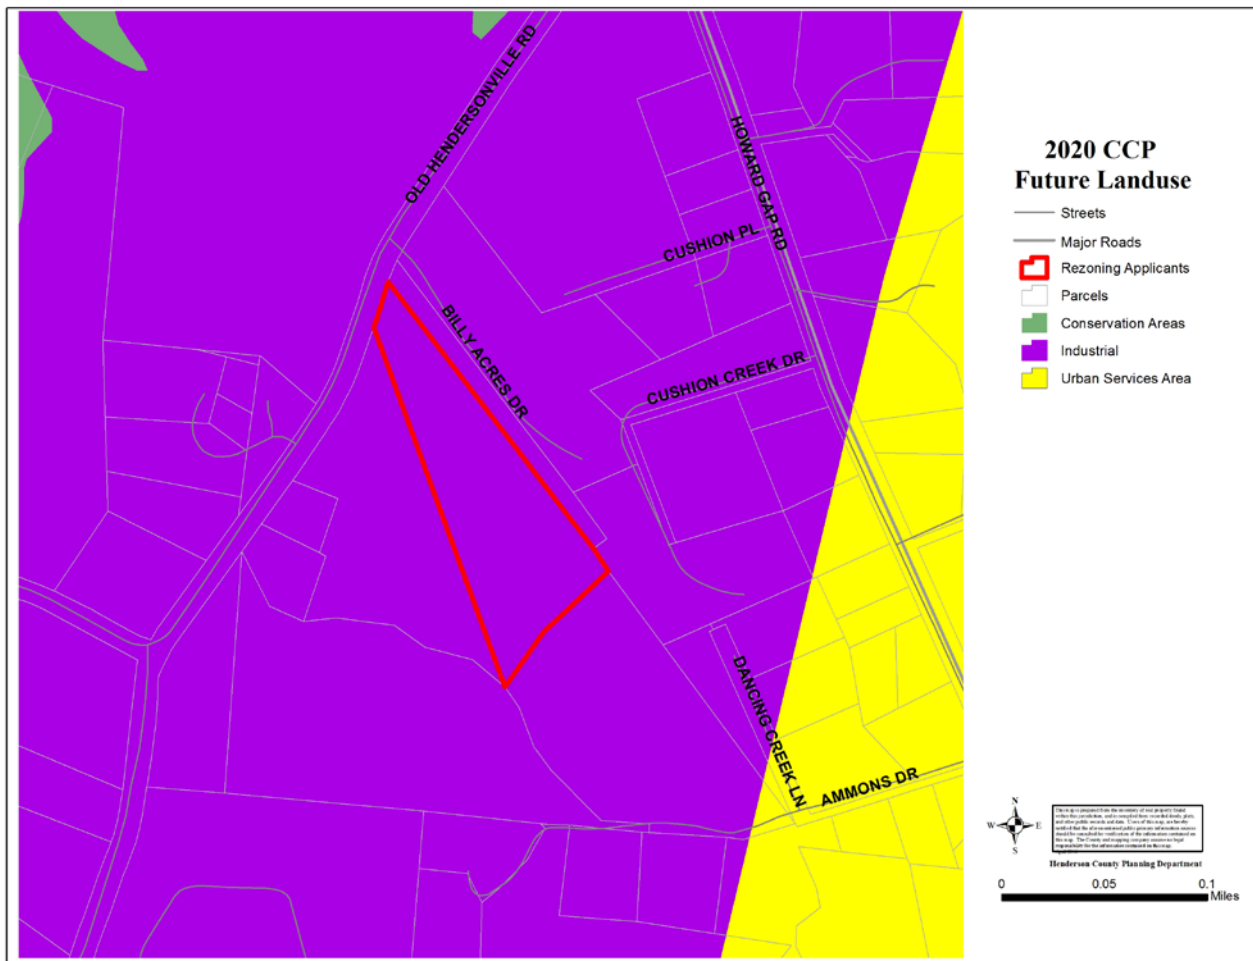 OLD HENDERSONVILLE RD
HOWARD GAP RD
CUSHION PL
BILLY ACRES DR
CUSHION CREEK DR
DANCING CREEK LN
AMMONS DR
2020 CCP
Future Landuse
Streets
Major Roads
Rezoning Applicants
Parcels
Conservation Areas
Industrial
Urban Services Area
N
W E
S
Henderson County Planning Department
0 0.05 0.1
Miles